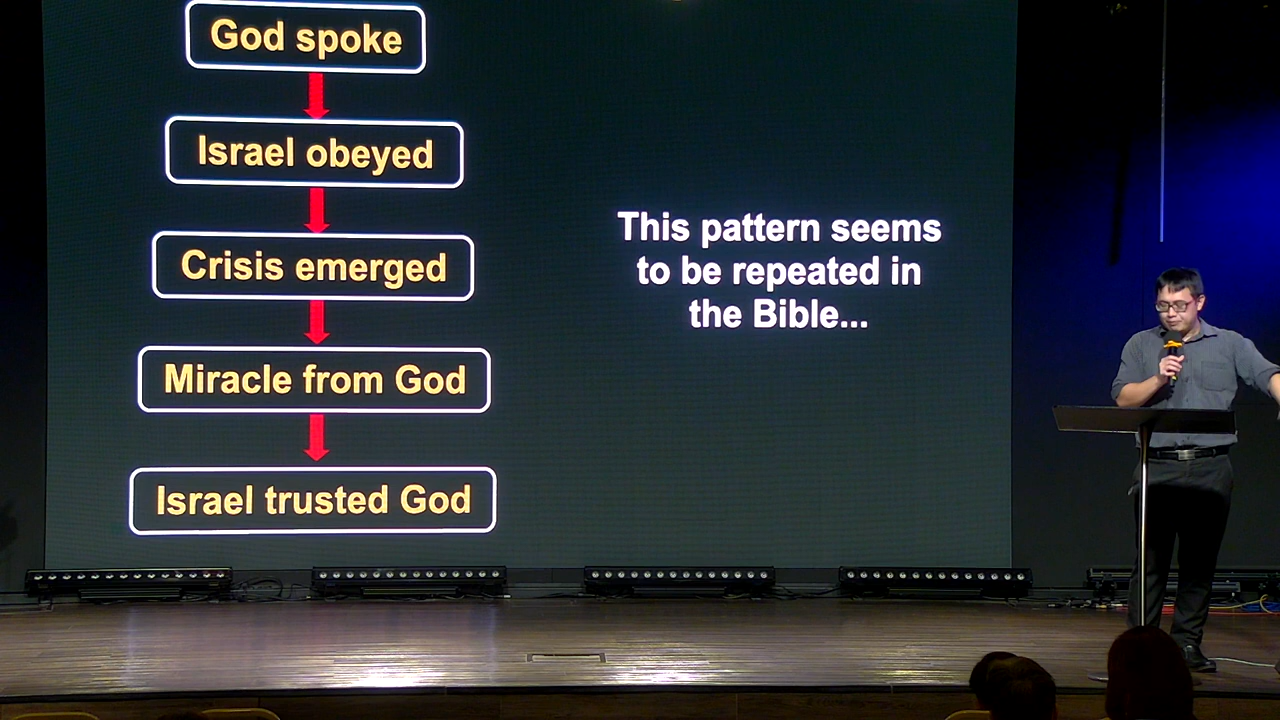 God spoke
Israel obeyed
Crisis emerged
Miracle from God
Israel trusted God
This pattern seems
to be repeated in
the Bible...